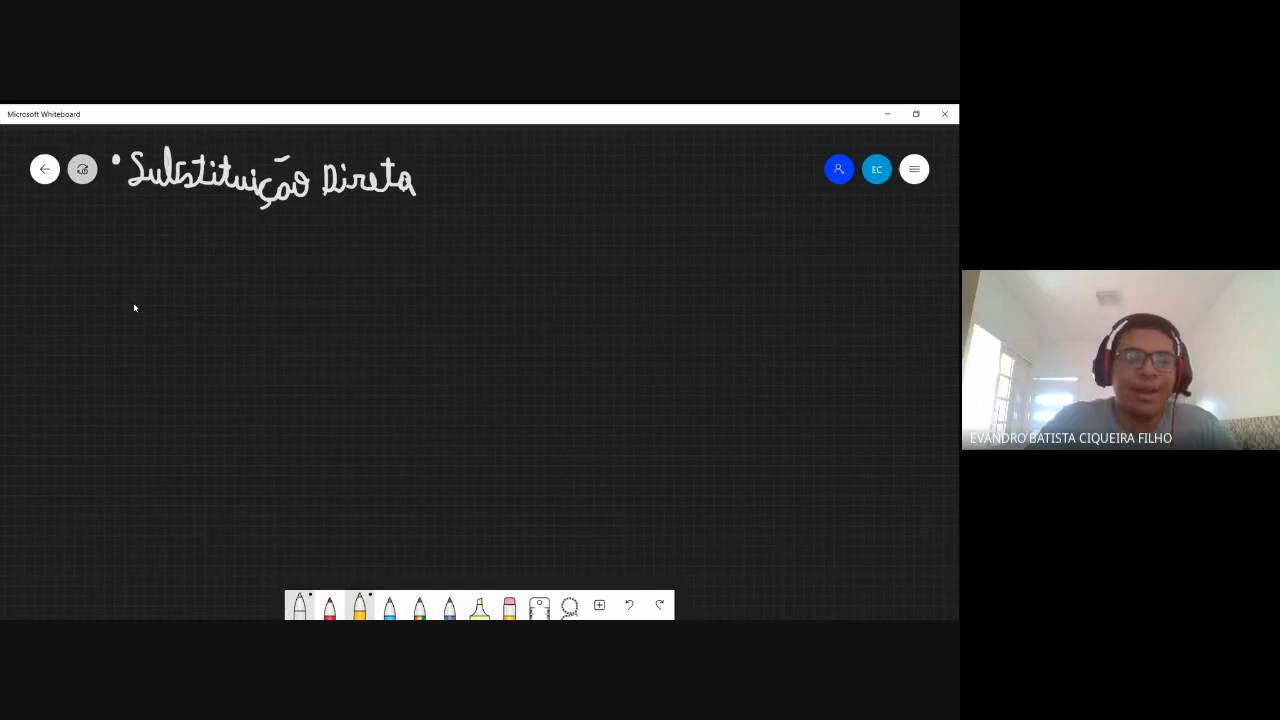 Microsoft Whiteboard
• Substituição Direta
EC
EVANDRO BATISTA CIQUEIRA FILHO